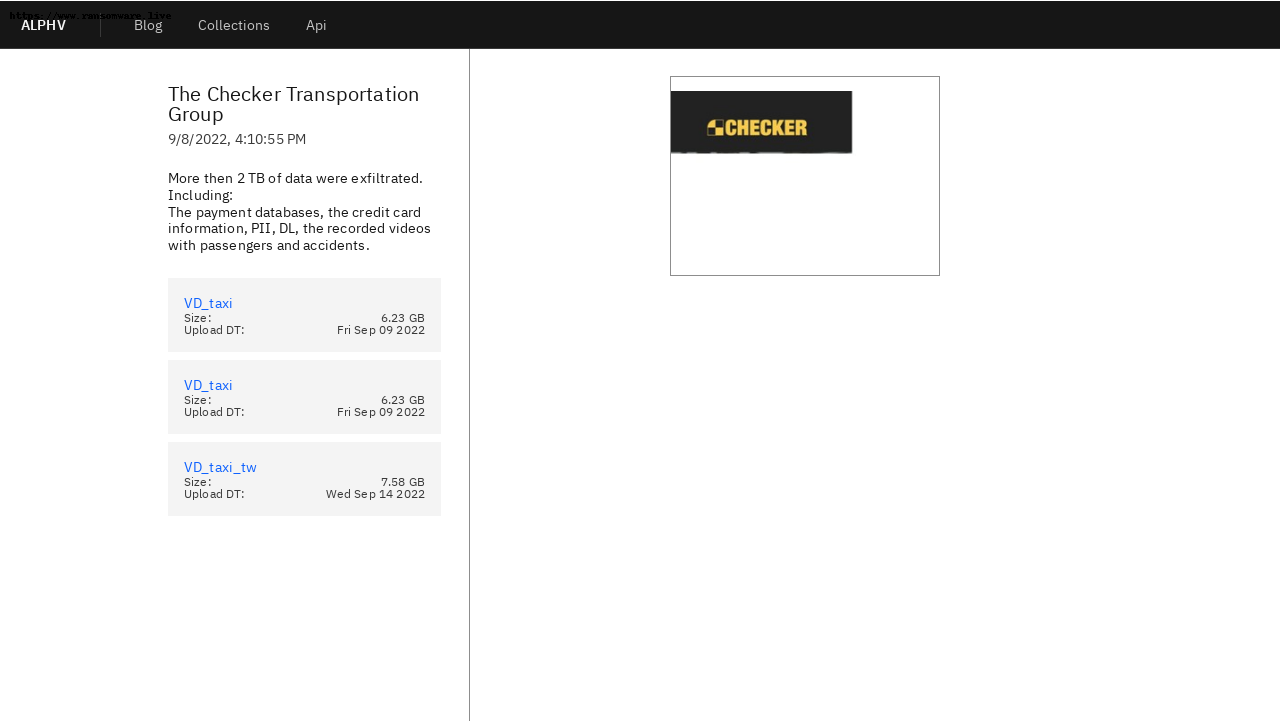 https://www.ransomware.live
ALPHV
Blog
Collections
Api
The Checker Transportation
Group
9/8/2022, 4:10:55 PM
More then 2 TB of data were exfiltrated.
Including:
The payment databases, the credit card
information, PII, DL, the recorded videos
with passengers and accidents.
VD_taxi
Size: 6.23 GB
Upload DT: Fri Sep 09 2022
VD_taxi
Size: 6.23 GB
Upload DT: Fri Sep 09 2022
VD_taxi_tw
Size: 7.58 GB
Upload DT: Wed Sep 14 2022
CHECKER